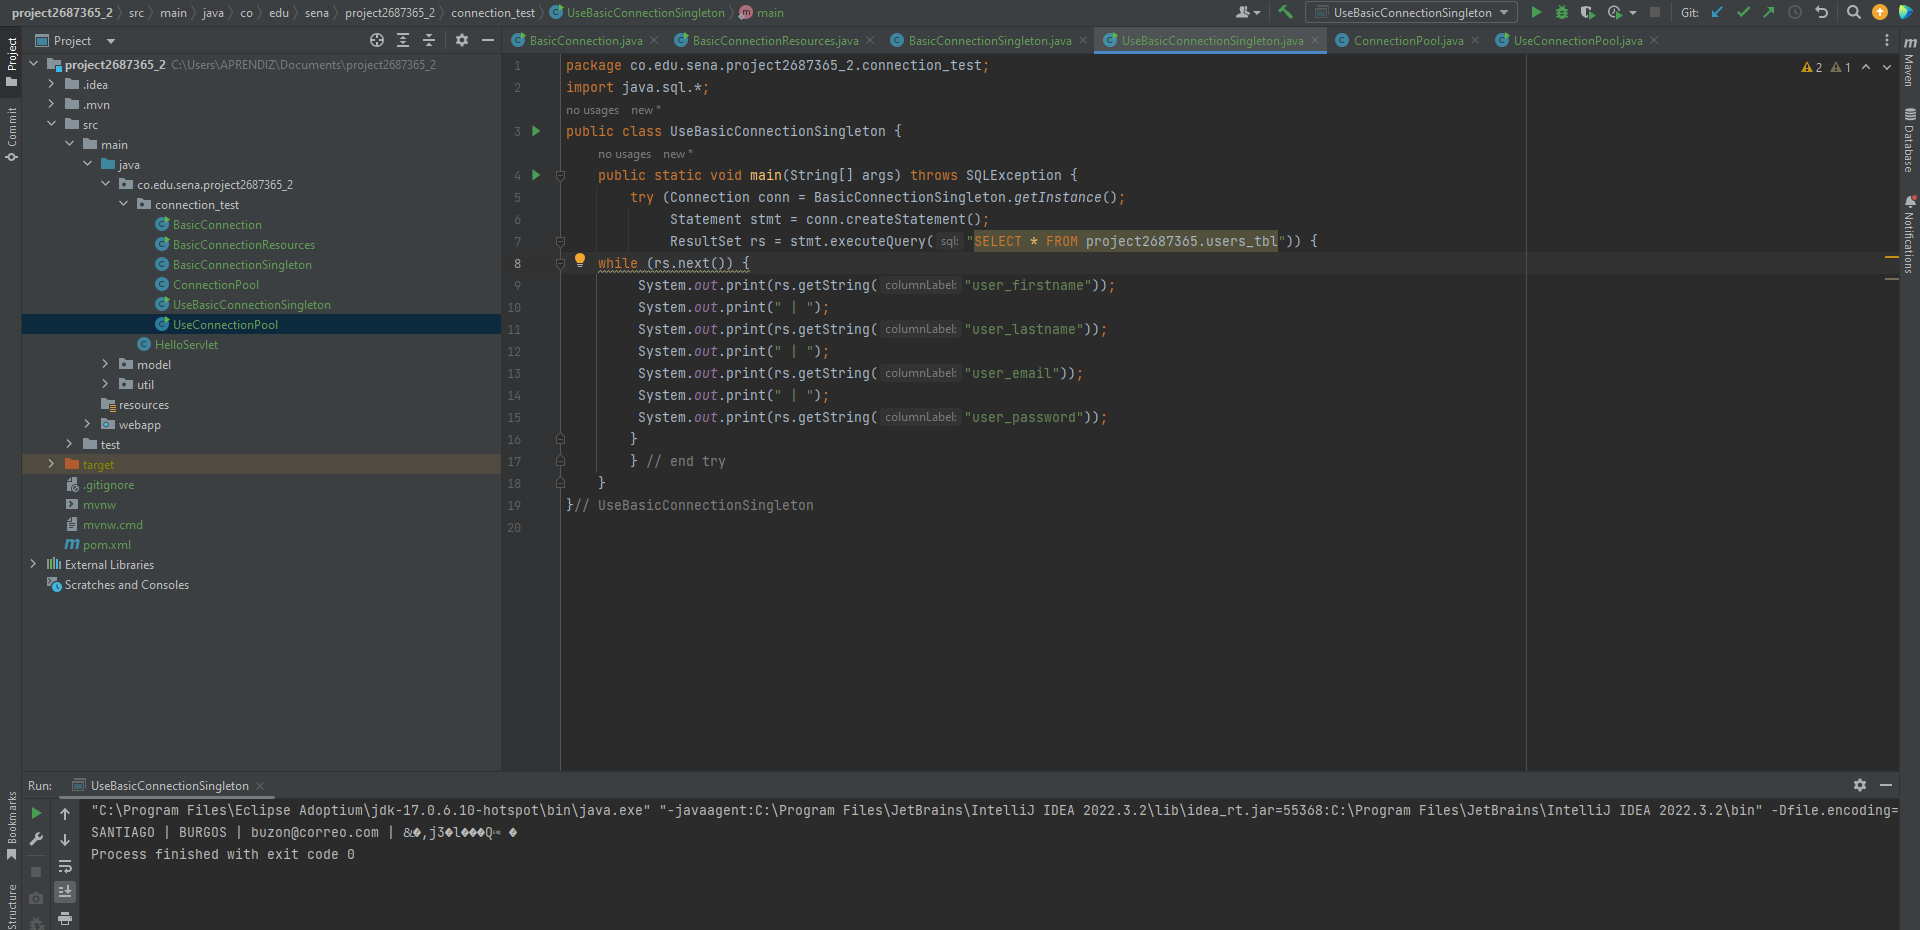 project2687365_2 src main java co edu sena project2687365_2 connection_test UseBasicConnectionSingleton main
UseBasicConnectionSingleton Git:
Project
BasicConnection.java BasicConnectionResources.java BasicConnectionSingleton.java UseBasicConnectionSingleton.java ConnectionPool.java UseConnectionPool.java
Project
Commit
Bookmarks
Structure
project2687365_2 C:\Users\APRENDIZ\Documents\project2687365_2
.idea
.mvn
src
main
java
co.edu.sena.project2687365_2
connection_test
BasicConnection
BasicConnectionResources
BasicConnectionSingleton
ConnectionPool
UseBasicConnectionSingleton
UseConnectionPool
HelloServlet
model
util
resources
webapp
test
target
.gitignore
mvnw
mvnw.cmd
pom.xml
External Libraries
Scratches and Consoles
2 1
1 package co.edu.sena.project2687365_2.connection_test;
2 import java.sql.*;
no usages new *
3 public class UseBasicConnectionSingleton {
no usages new *
4 public static void main(String[] args) throws SQLException {
5 try (Connection conn = BasicConnectionSingleton.getInstance();
6 Statement stmt = conn.createStatement();
7 ResultSet rs = stmt.executeQuery( sql: "SELECT * FROM project2687365.users_tbl")) {
8 while (rs.next()) {
9 System.out.print(rs.getString( columnLabel: "user_firstname"));
10 System.out.print(" | ");
11 System.out.print(rs.getString( columnLabel: "user_lastname"));
12 System.out.print(" | ");
13 System.out.print(rs.getString( columnLabel: "user_email"));
14 System.out.print(" | ");
15 System.out.print(rs.getString( columnLabel: "user_password"));
16 }
17 } // end try
18 }
19 }// UseBasicConnectionSingleton
20
Maven
Database
Notifications
Run: UseBasicConnectionSingleton
"C:\Program Files\Eclipse Adoptium\jdk-17.0.6.10-hotspot\bin\java.exe" "-javaagent:C:\Program Files\JetBrains\IntelliJ IDEA 2022.3.2\lib\idea_rt.jar=55368:C:\Program Files\JetBrains\IntelliJ IDEA 2022.3.2\bin" -Dfile.encoding=
SANTIAGO | BURGOS | buzon@correo.com |
Process finished with exit code 0